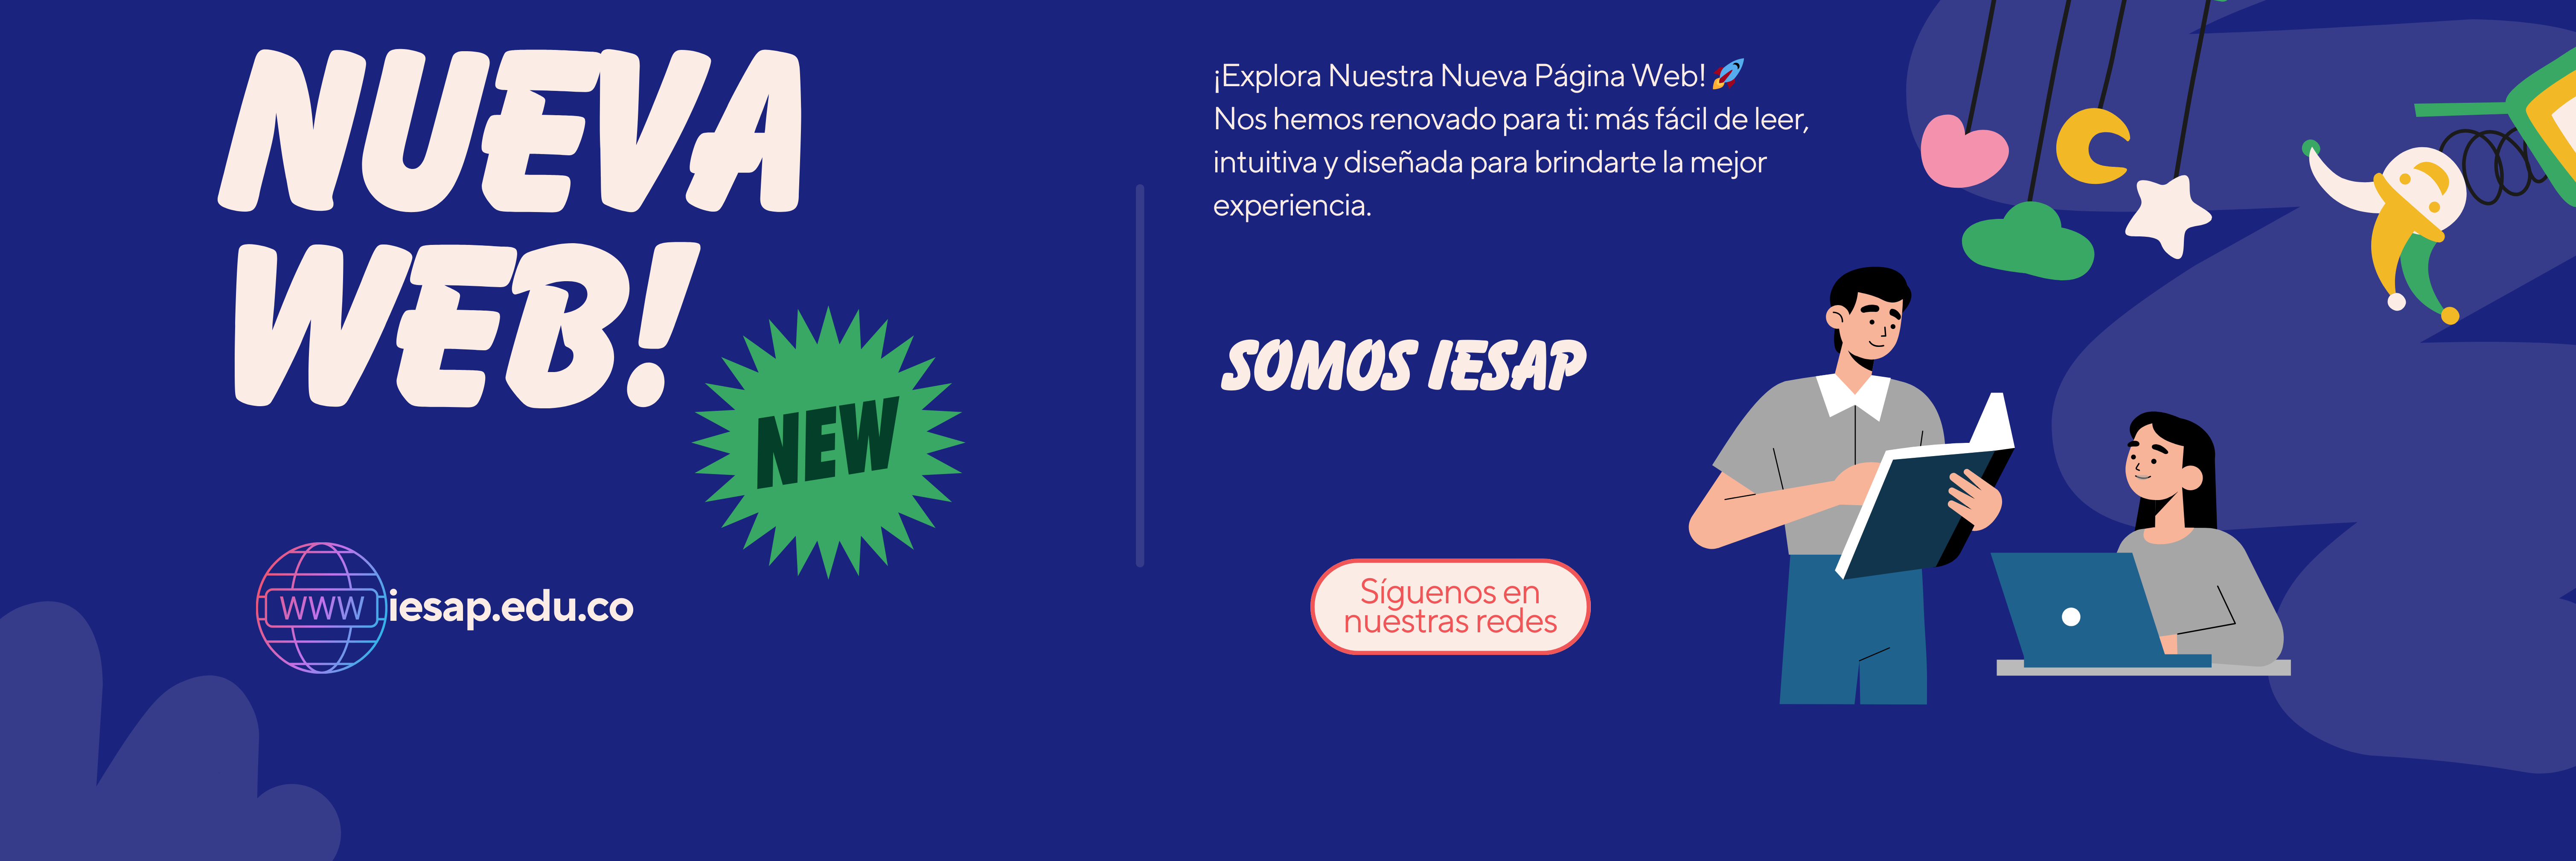 NUEVA
WEB!
NEW
WWW iesap.edu.co
¡Explora Nuestra Nueva Página Web! 🚀
Nos hemos renovado para ti: más fácil de leer,
intuitiva y diseñada para brindarte la mejor
experiencia.
SOMOS IESAP
Síguenos en
nuestras redes